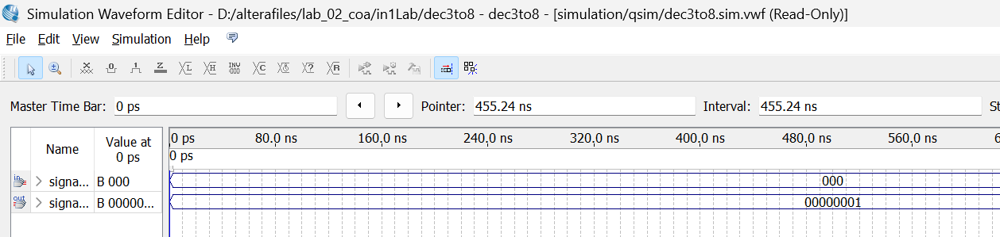 Simulation Waveform Editor - D:/alterafiles/lab_02_coa/in1Lab/dec3to8 - dec3to8 - [simulation/qsim/dec3to8.sim.vwf (Read-Only)]
File Edit View Simulation Help
Master Time Bar: 0 ps Pointer: 455.24 ns Interval: 455.24 ns St
Name Value at 0 ps 0 ps 80.0 ns 160.0 ns 240.0 ns 320.0 ns 400.0 ns 480.0 ns 560.0 ns 6
0 ps
in signa... B 000 000
out signa... B 00000... 00000001